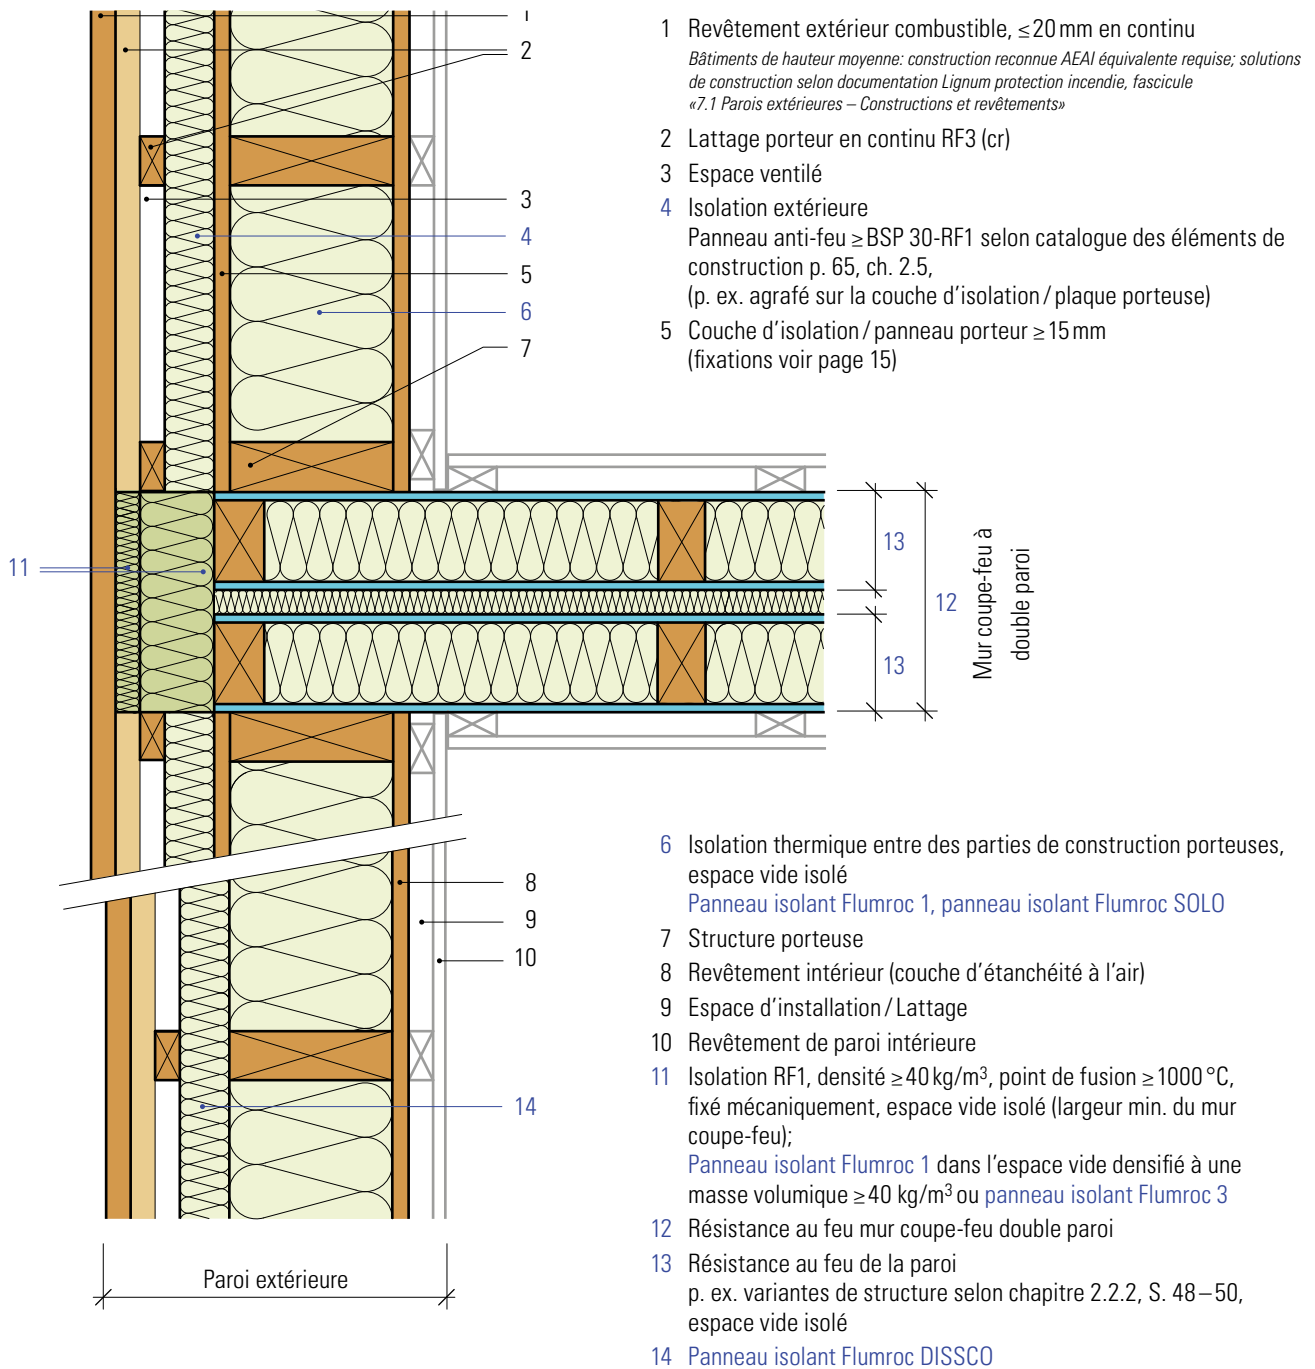 1 Revêtement extérieur combustible, ≤20 mm en continu
Bâtiments de hauteur moyenne: construction reconnue AEAI équivalente requise; solutions
de construction selon documentation Lignum protection incendie, fascicule
«7.1 Parois extérieures – Constructions et revêtements»
2 Lattage porteur en continu RF3 (cr)
3 Espace ventilé
4 Isolation extérieure
Panneau anti-feu ≥BSP 30-RF1 selon catalogue des éléments de
construction p. 65, ch. 2.5,
(p. ex. agrafé sur la couche d'isolation / plaque porteuse)
5 Couche d'isolation / panneau porteur ≥15 mm
(fixations voir page 15)
1
2
3
4
5
6
7
11
13
12
13
Mur coupe-feu à
double paroi
8
9
10
14
Paroi extérieure
6 Isolation thermique entre des parties de construction porteuses,
espace vide isolé
Panneau isolant Flumroc 1, panneau isolant Flumroc SOLO
7 Structure porteuse
8 Revêtement intérieur (couche d'étanchéité à l'air)
9 Espace d'installation / Lattage
10 Revêtement de paroi intérieure
11 Isolation RF1, densité ≥40 kg/m³, point de fusion ≥1000 °C,
fixé mécaniquement, espace vide isolé (largeur min. du mur
coupe-feu);
Panneau isolant Flumroc 1 dans l'espace vide densifié à une
masse volumique ≥40 kg/m³ ou panneau isolant Flumroc 3
12 Résistance au feu mur coupe-feu double paroi
13 Résistance au feu de la paroi
p. ex. variantes de structure selon chapitre 2.2.2, S. 48–50,
espace vide isolé
14 Panneau isolant Flumroc DISSCO